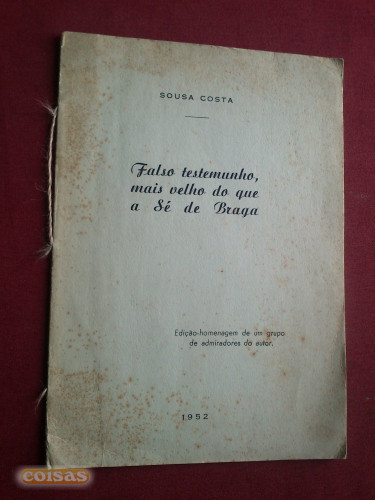 SOUSA COSTA
Falso testemunho,
mais velho do que
a Sé de Braga
Edição-homenagem de um grupo
de admiradores do autor.
1952
coisas